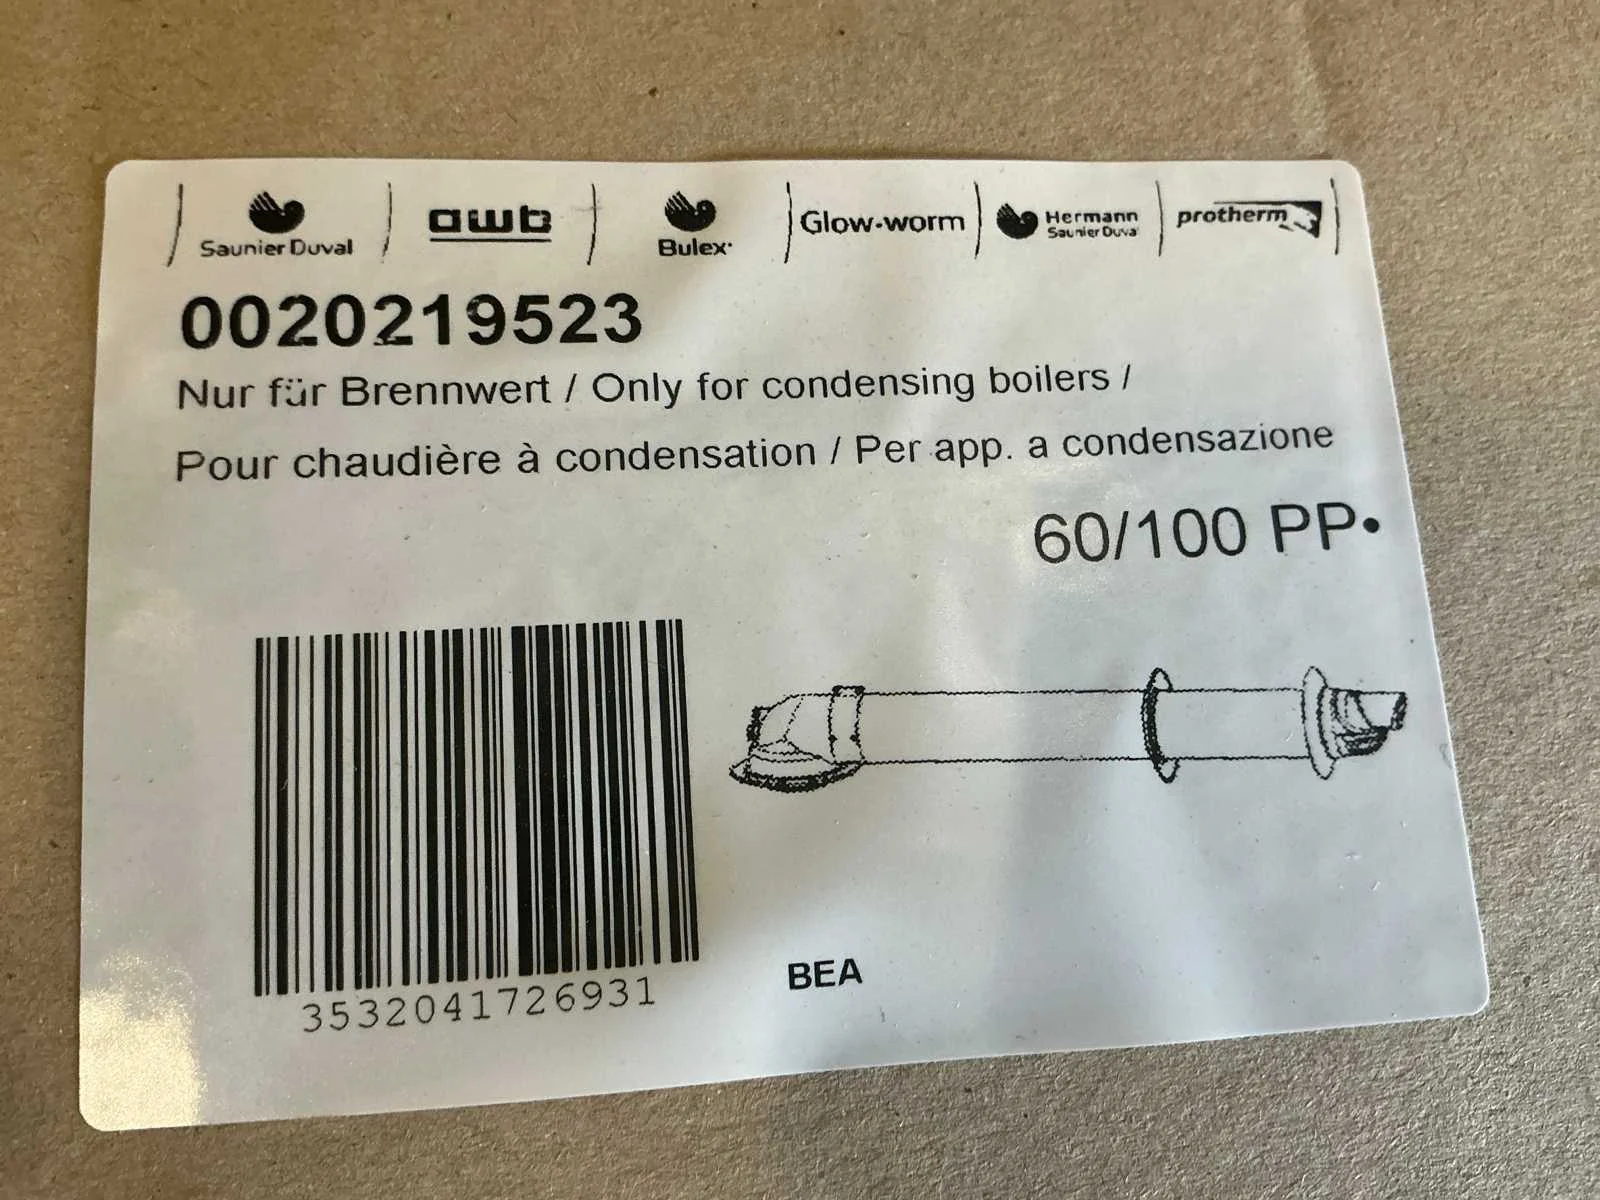 Saunier Duval awb Bulex Glow-worm Hermann Saunier Duval protherm
0020219523
Nur für Brennwert / Only for condensing boilers /
Pour chaudière à condensation / Per app. a condensazione
60/100 PP•
3532041726931
BEA